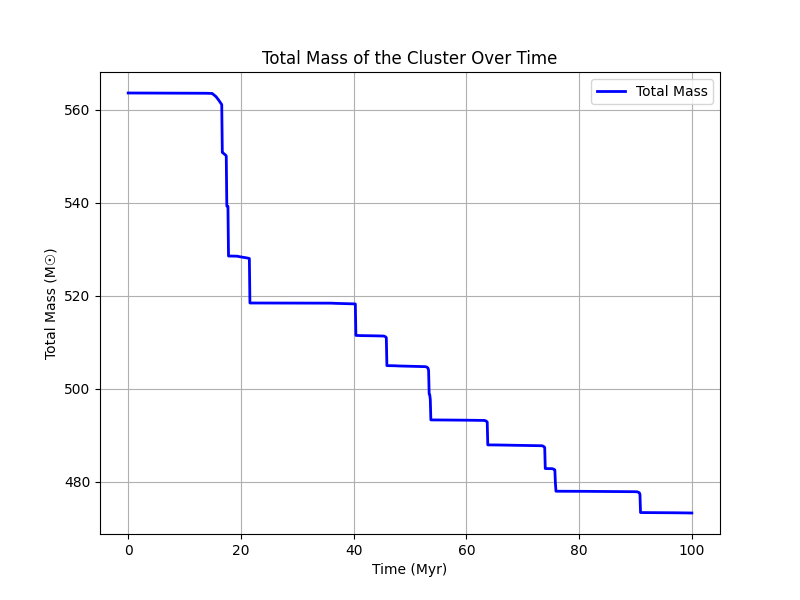 Total Mass of the Cluster Over Time
Total Mass
560
540
520
500
480
Total Mass (M☉)
0 20 40 60 80 100
Time (Myr)